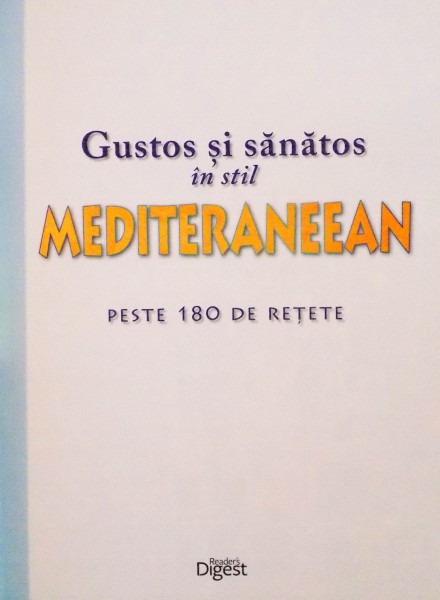 Gustos și sănătos
în stil
MEDITERANEEAN
PESTE 180 DE REȚETE
Reader's
Digest